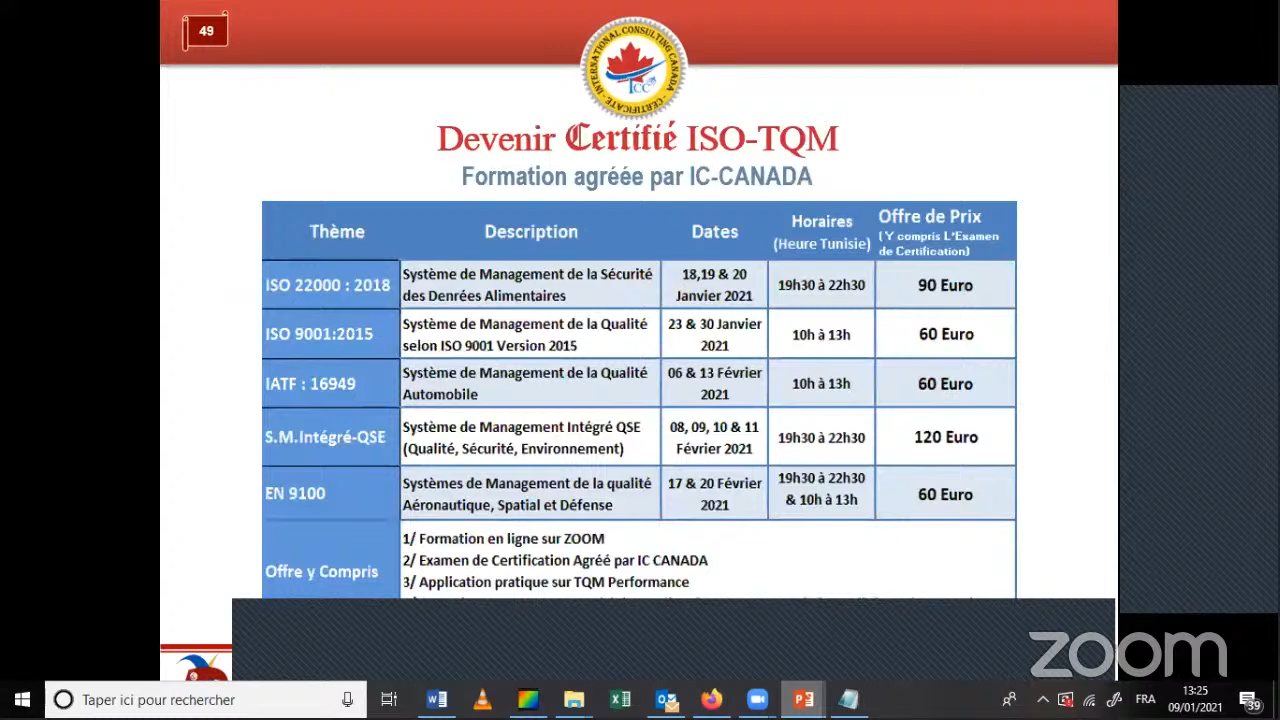 49
INTERNATIONAL CONSULTING CANADA
CERTIFICATE
ICC
Devenir Certifié ISO-TQM
Formation agréée par IC-CANADA
Thème Description Dates Horaires (Heure Tunisie) Offre de Prix (Y compris L'Examen de Certification)
ISO 22000 : 2018 Système de Management de la Sécurité des Denrées Alimentaires 18,19 & 20 Janvier 2021 19h30 à 22h30 90 Euro
ISO 9001:2015 Système de Management de la Qualité selon ISO 9001 Version 2015 23 & 30 Janvier 2021 10h à 13h 60 Euro
IATF : 16949 Système de Management de la Qualité Automobile 06 & 13 Février 2021 10h à 13h 60 Euro
S.M.Intégré-QSE Système de Management Intégré QSE (Qualité, Sécurité, Environnement) 08, 09, 10 & 11 Février 2021 19h30 à 22h30 120 Euro
EN 9100 Systèmes de Management de la qualité Aéronautique, Spatial et Défense 17 & 20 Février 2021 19h30 à 22h30 & 10h à 13h 60 Euro
Offre y Compris
1/ Formation en ligne sur ZOOM
2/ Examen de Certification Agréé par IC CANADA
3/ Application pratique sur TQM Performance
zoom
Taper ici pour rechercher
FRA
13:25
09/01/2021
39